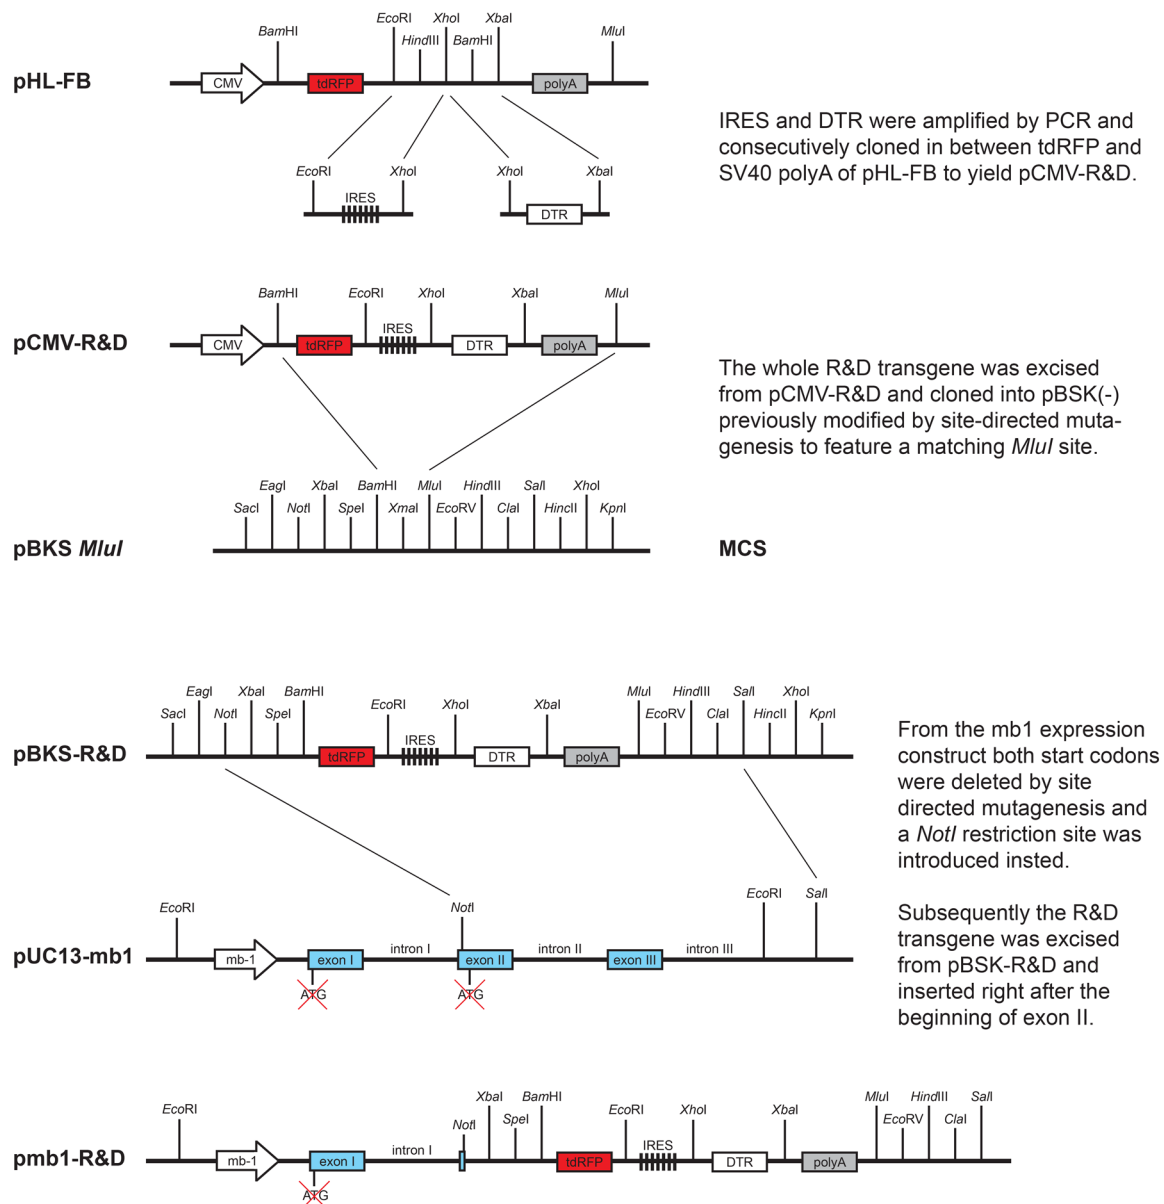 EcoRI XhoI XbaI
BamHI HindIII BamHI MluI
pHL-FB CMV tdRFP polyA
IRES and DTR were amplified by PCR and
consecutively cloned in between tdRFP and
SV40 polyA of pHL-FB to yield pCMV-R&D.
EcoRI XhoI XhoI XbaI
IRES
DTR
BamHI EcoRI XhoI XbaI MluI
IRES
pCMV-R&D CMV tdRFP DTR polyA
The whole R&D transgene was excised
from pCMV-R&D and cloned into pBSK(-)
previously modified by site-directed muta-
genesis to feature a matching MluI site.
EagI XbaI BamHI MluI HindIII SalI XhoI
SacI NotI SpeI XmaI EcoRV ClaI HincII KpnI
pBKS MluI MCS
EagI XbaI BamHI MluI HindIII SalI XhoI
SacI NotI SpeI EcoRI XhoI XbaI EcoRV ClaI HincII KpnI
IRES
pBKS-R&D tdRFP DTR polyA
From the mb1 expression
construct both start codons
were deleted by site
directed mutagenesis and
a NotI restriction site was
introduced insted.
EcoRI NotI EcoRI SalI
intron I intron II intron III
pUC13-mb1 mb-1 exon I exon II exon III
ATG ATG
Subsequently the R&D
transgene was excised
from pBSK-R&D and
inserted right after the
beginning of exon II.
XbaI BamHI MluI HindIII SalI
EcoRI NotI SpeI EcoRI XhoI XbaI EcoRV ClaI
intron I IRES
pmb1-R&D mb-1 exon I tdRFP DTR polyA
ATG